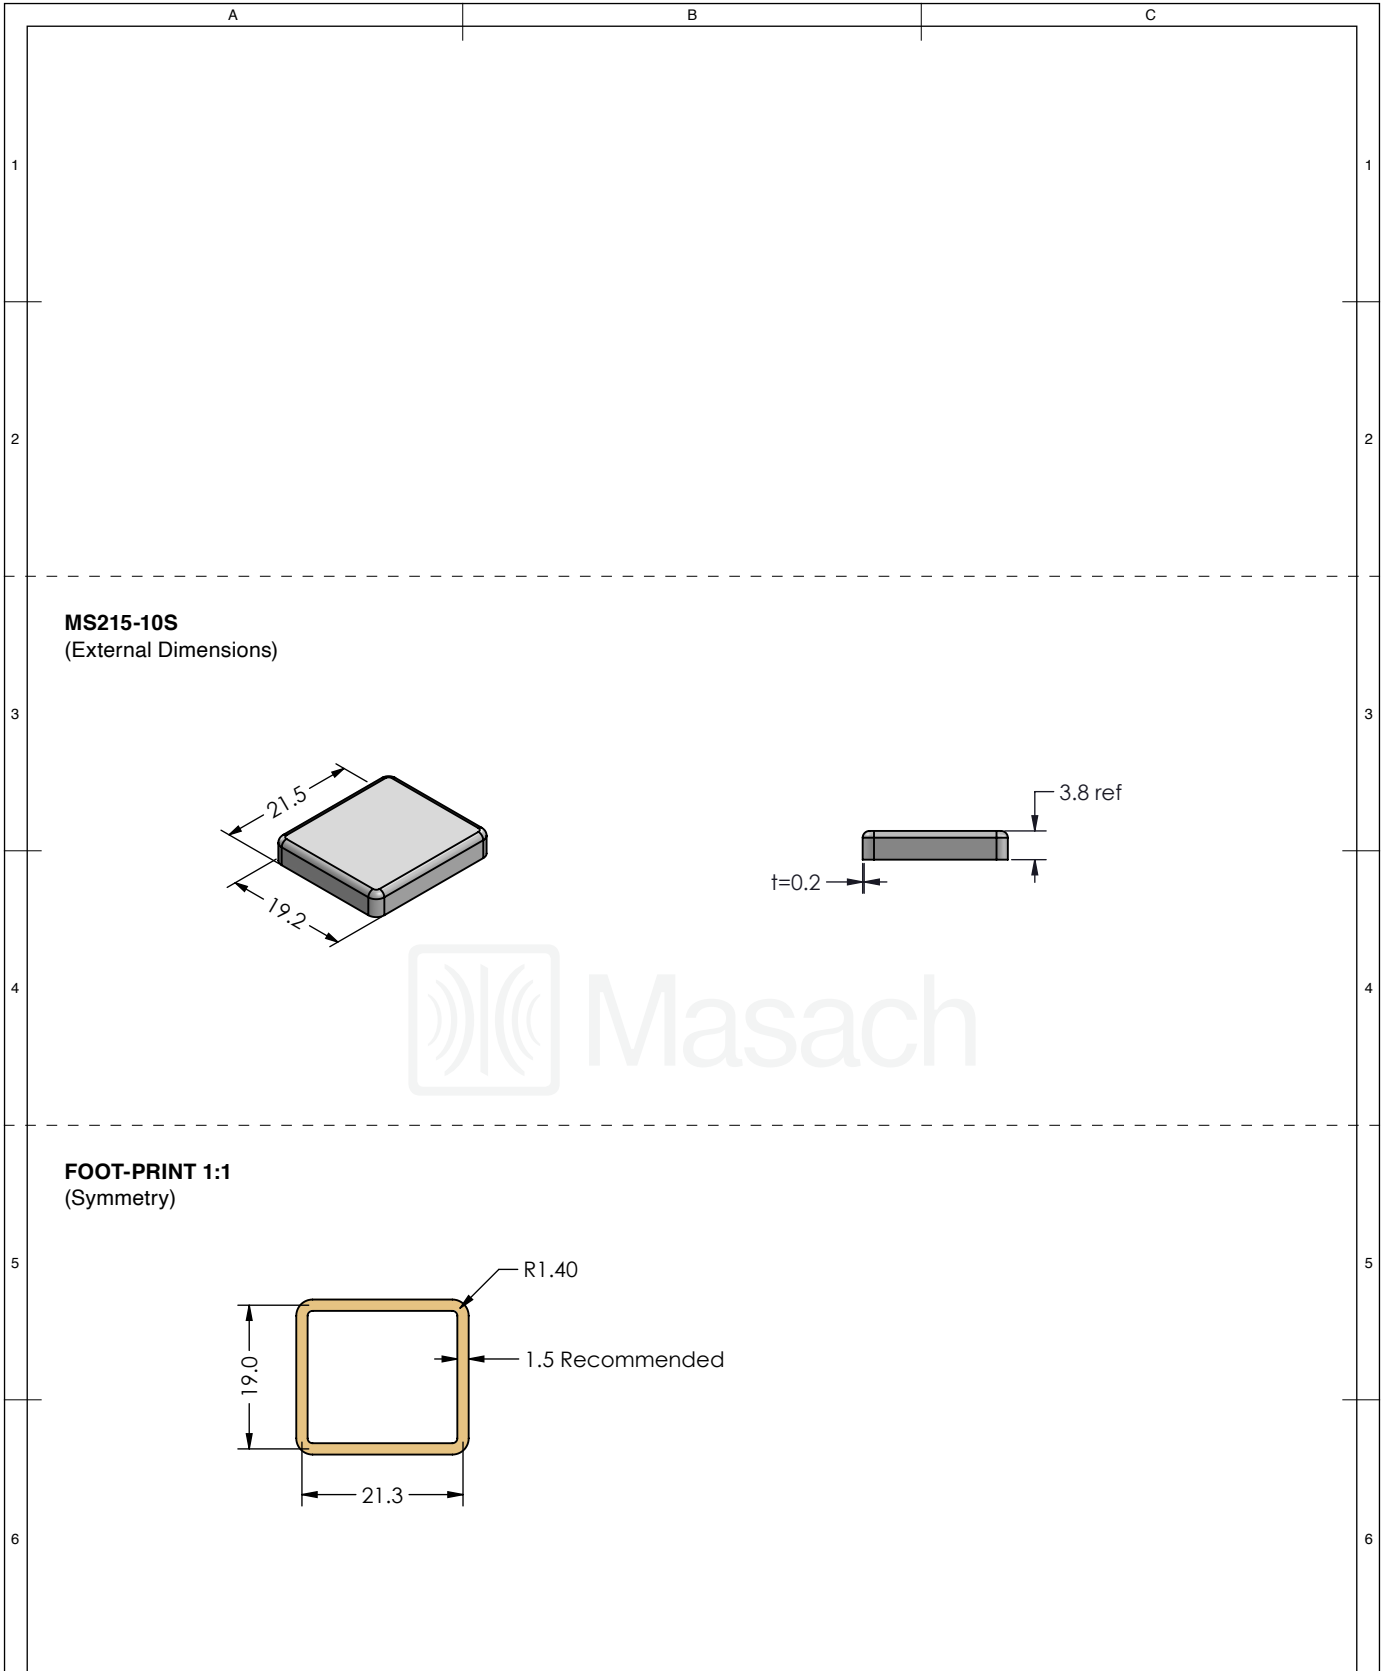 A B C
1 1
2 2
MS215-10S
(External Dimensions)
3 3
21.5
3.8 ref
t=0.2
19.2
4 4
Masach
FOOT-PRINT 1:1
(Symmetry)
5 5
R1.40
1.5 Recommended
19.0
21.3
6 6